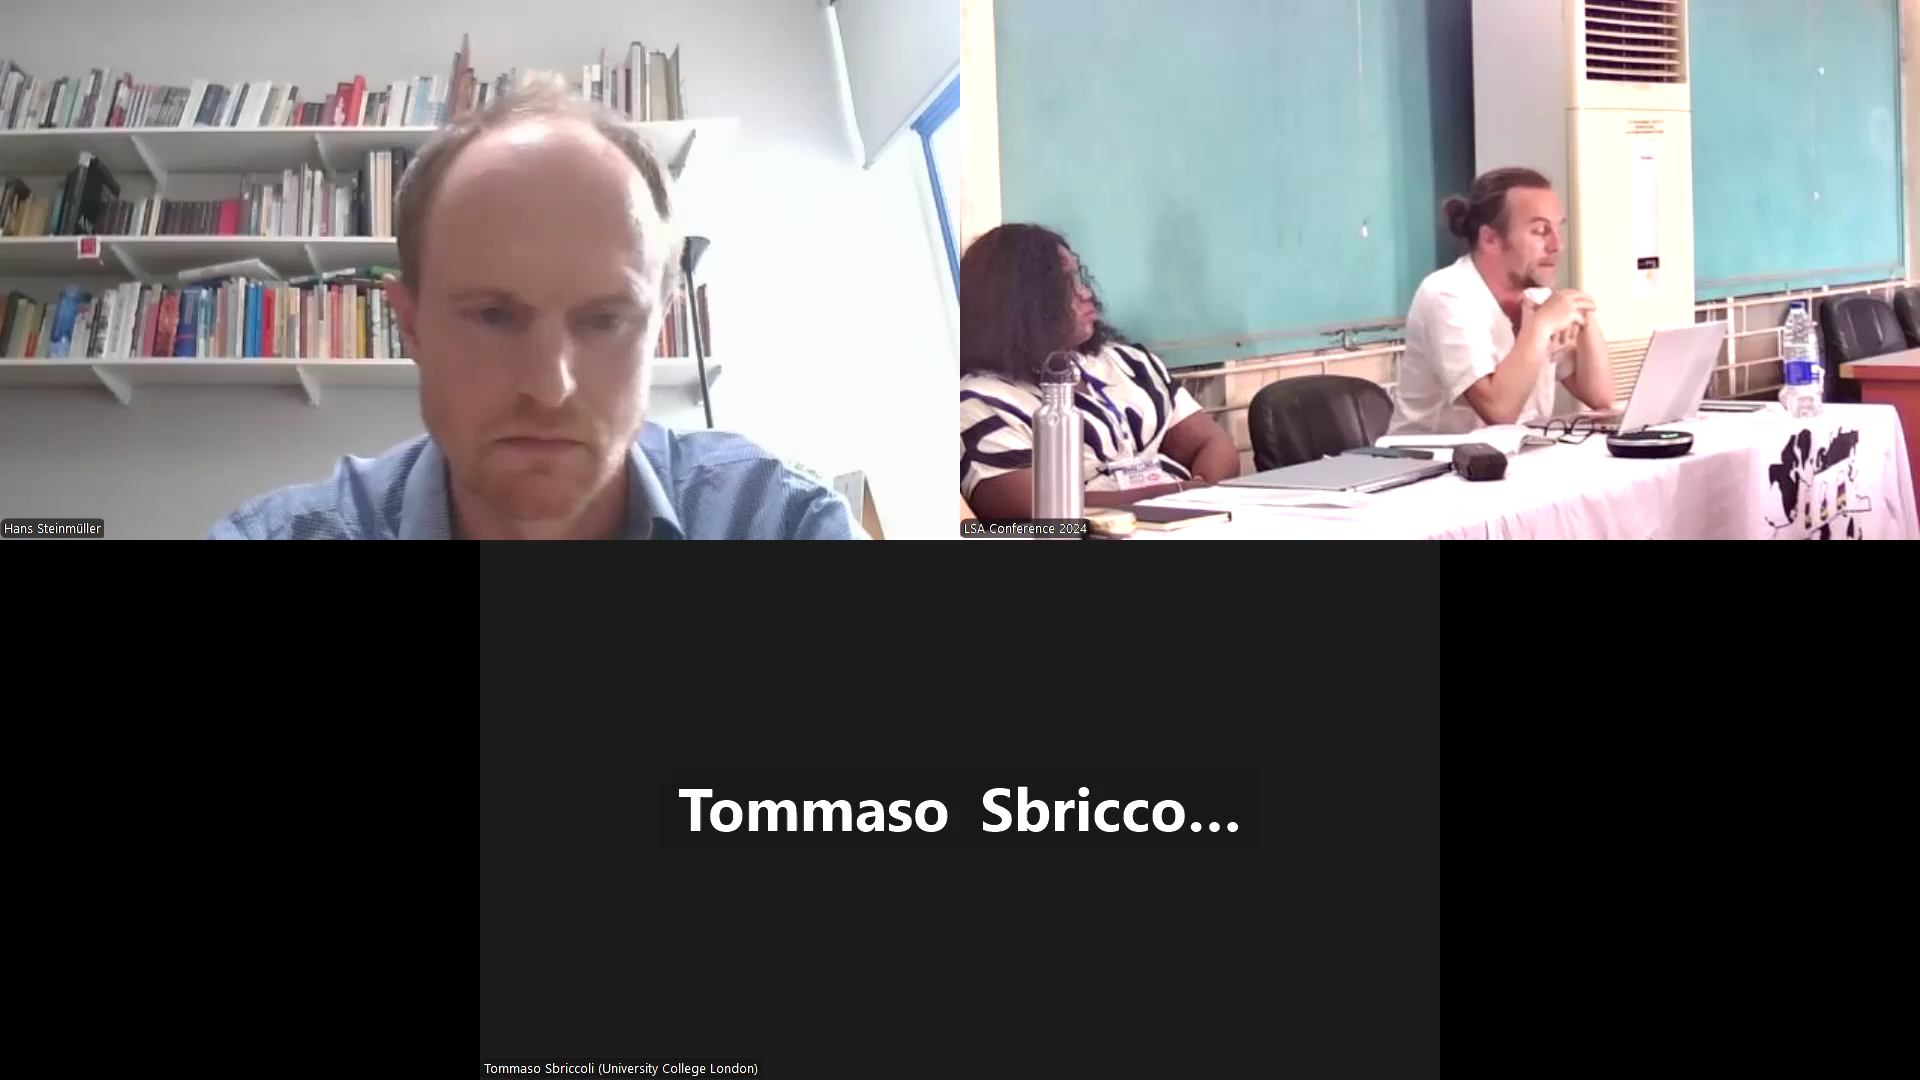 Hans Steinmüller
LSA Conference 2024
Tommaso Sbricco...
Tommaso Sbriccoli (University College London)